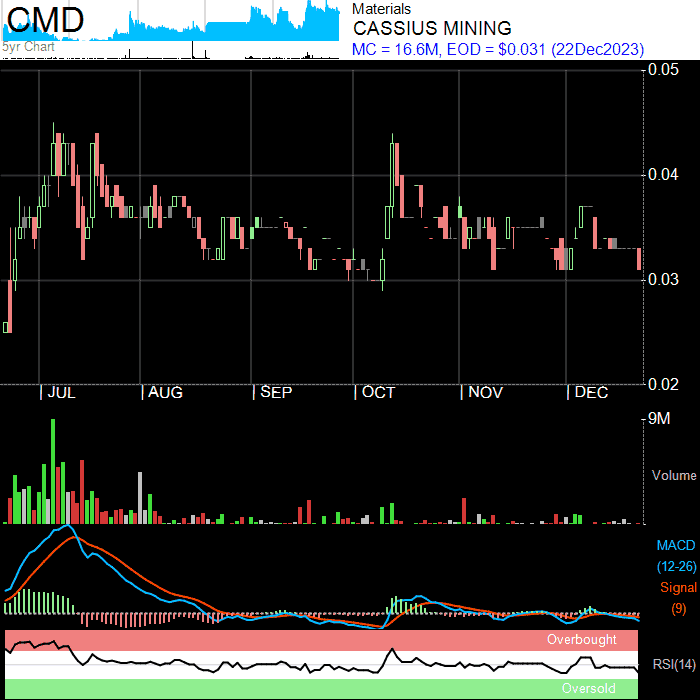 CMD
5yr Chart
Materials
CASSIUS MINING
MC = 16.6M, EOD = $0.031 (22Dec2023)
0.05
0.04
0.03
0.02
| JUL | AUG | SEP | OCT | NOV | DEC
9M
Volume
MACD
(12-26)
Signal
(9)
Overbought
RSI(14)
Oversold